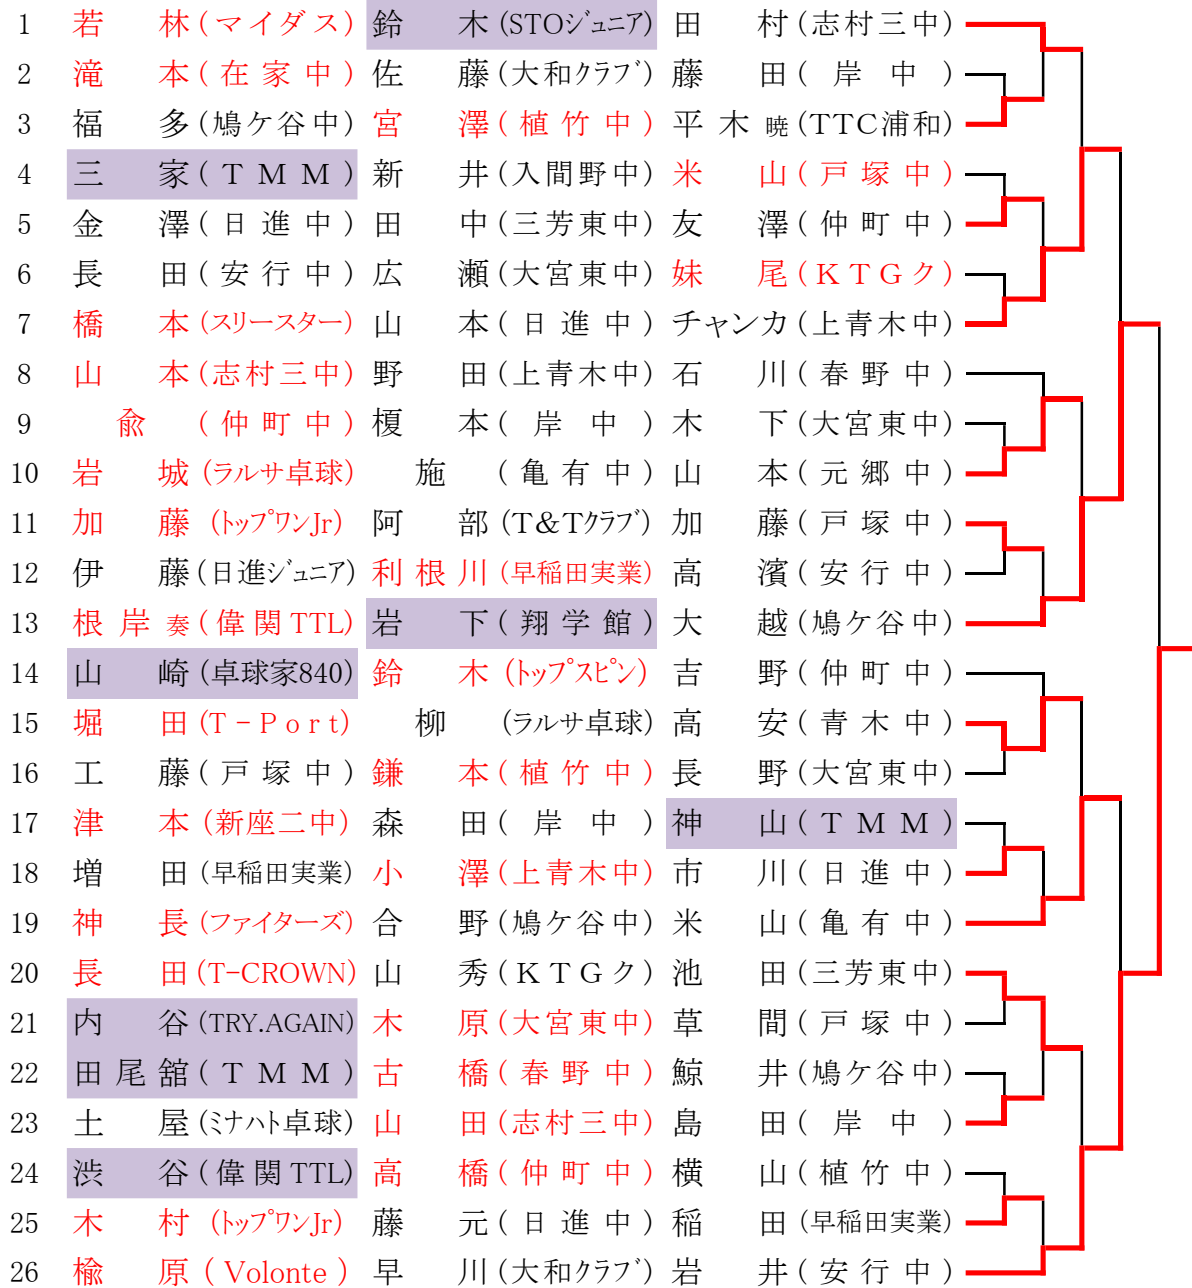 1 若林(マイダス) 鈴木(STOジュニア) 田村(志村三中)
2 滝本(在家中) 佐藤(大和クラブ) 藤田(岸中)
3 福多(鳩ケ谷中) 宮澤(植竹中) 平木暁(TTC浦和)
4 三家(TMM) 新井(入間野中) 米山(戸塚中)
5 金澤(日進中) 田中(三芳東中) 友澤(仲町中)
6 長田(安行中) 広瀬(大宮東中) 妹尾(KTGク)
7 橋本(スリースター) 山本(日進中) チャンカ(上青木中)
8 山本(志村三中) 野田(上青木中) 石川(春野中)
9 兪(仲町中) 榎本(岸中) 木下(大宮東中)
10 岩城(ラルサ卓球) 施(亀有中) 山本(元郷中)
11 加藤(トップワンJr) 阿部(T&Tクラブ) 加藤(戸塚中)
12 伊藤(日進ジュニア) 利根川(早稲田実業) 高濱(安行中)
13 根岸奏(偉関TTL) 岩下(翔学館) 大越(鳩ケ谷中)
14 山崎(卓球家840) 鈴木(トップスピン) 吉野(仲町中)
15 堀田(T-Port) 柳(ラルサ卓球) 高安(青木中)
16 工藤(戸塚中) 鎌本(植竹中) 長野(大宮東中)
17 津本(新座二中) 森田(岸中) 神山(TMM)
18 増田(早稲田実業) 小澤(上青木中) 市川(日進中)
19 神長(ファイターズ) 合野(鳩ケ谷中) 米山(亀有中)
20 長田(T-CROWN) 山秀(KTGク) 池田(三芳東中)
21 内谷(TRY.AGAIN) 木原(大宮東中) 草間(戸塚中)
22 田尾舘(TMM) 古橋(春野中) 鯨井(鳩ケ谷中)
23 土屋(ミナハト卓球) 山田(志村三中) 島田(岸中)
24 渋谷(偉関TTL) 高橋(仲町中) 横山(植竹中)
25 木村(トップワンJr) 藤元(日進中) 稲田(早稲田実業)
26 楡原(Volonte) 早川(大和クラブ) 岩井(安行中)